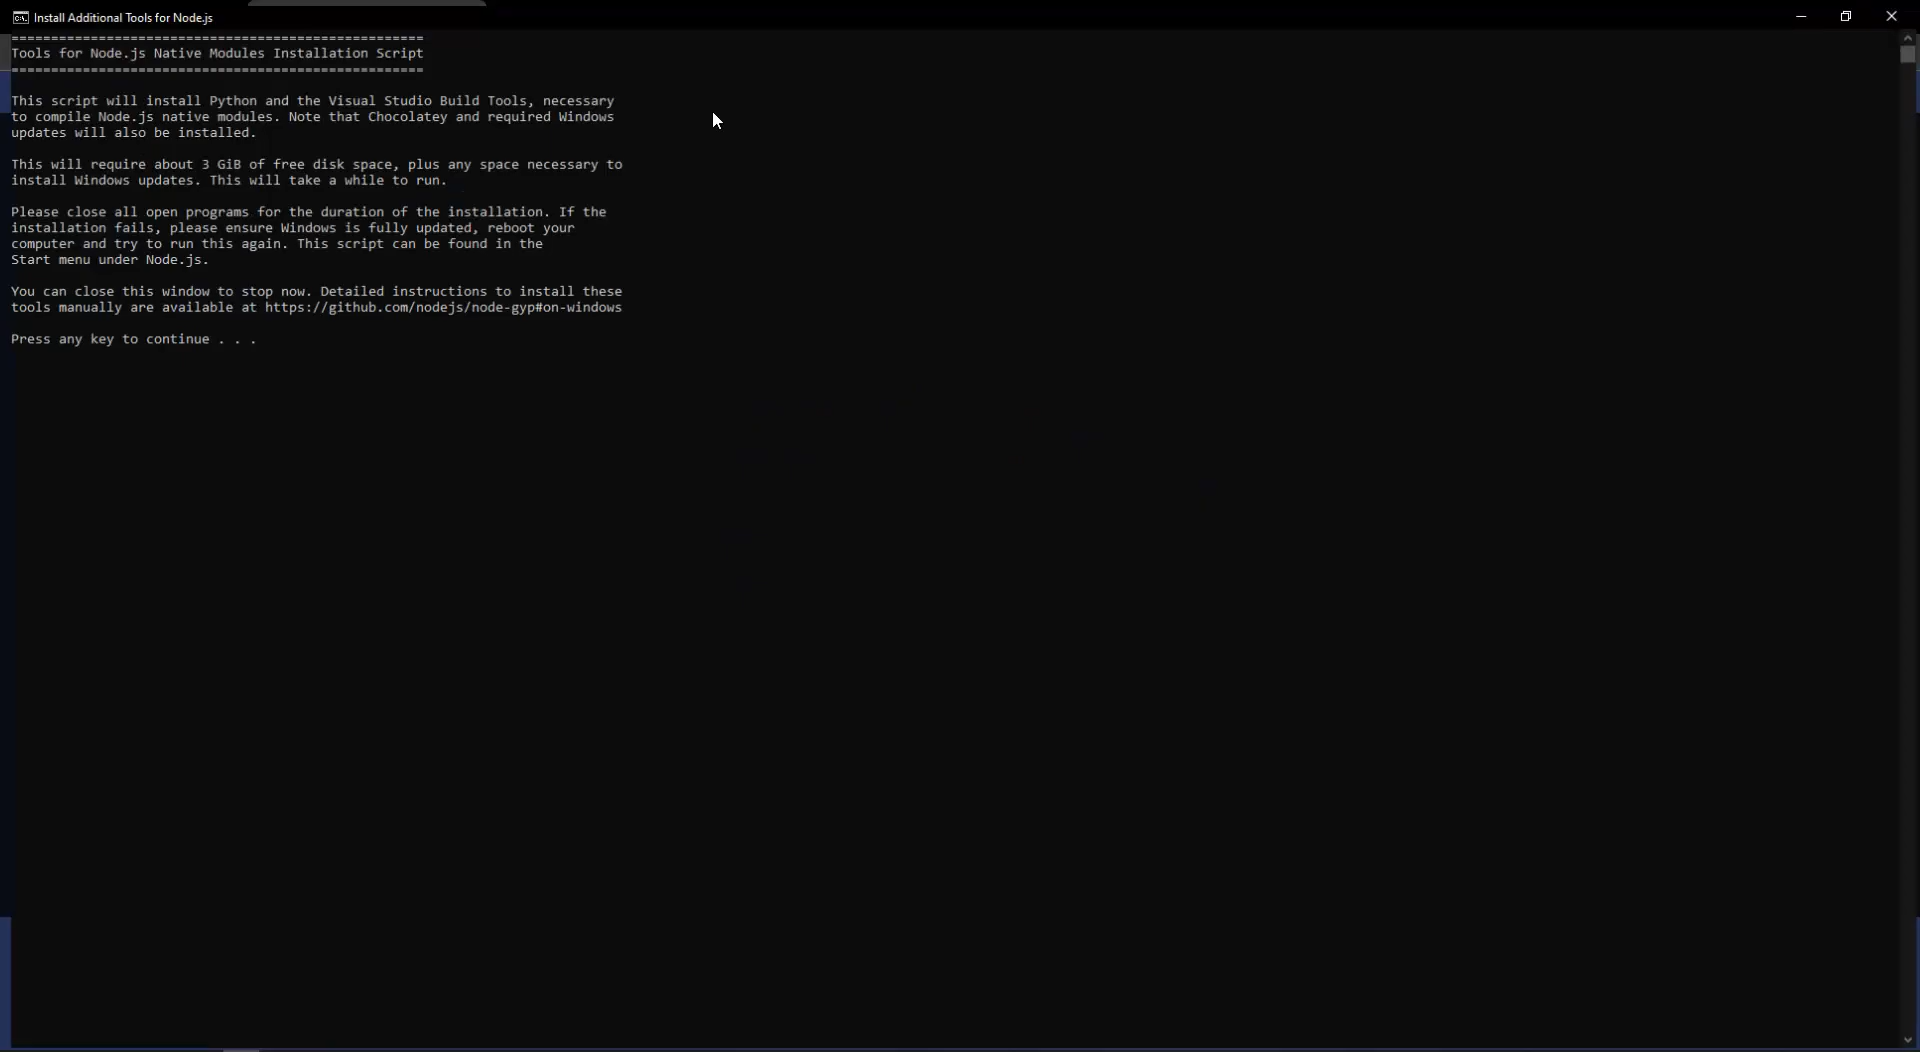 Install Additional Tools for Node.js
====================================================
Tools for Node.js Native Modules Installation Script
====================================================
This script will install Python and the Visual Studio Build Tools, necessary
to compile Node.js native modules. Note that Chocolatey and required Windows
updates will also be installed.
This will require about 3 GiB of free disk space, plus any space necessary to
install Windows updates. This will take a while to run.
Please close all open programs for the duration of the installation. If the
installation fails, please ensure Windows is fully updated, reboot your
computer and try to run this again. This script can be found in the
Start menu under Node.js.
You can close this window to stop now. Detailed instructions to install these
tools manually are available at https://github.com/nodejs/node-gyp#on-windows
Press any key to continue . . .